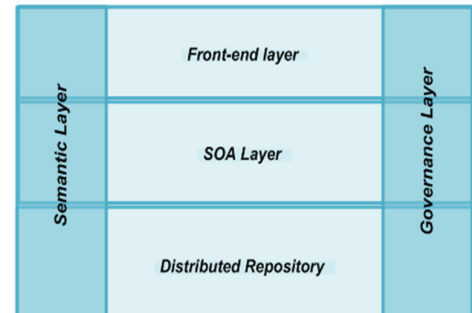 Semantic Layer
Front-end layer
SOA Layer
Distributed Repository
Governance Layer